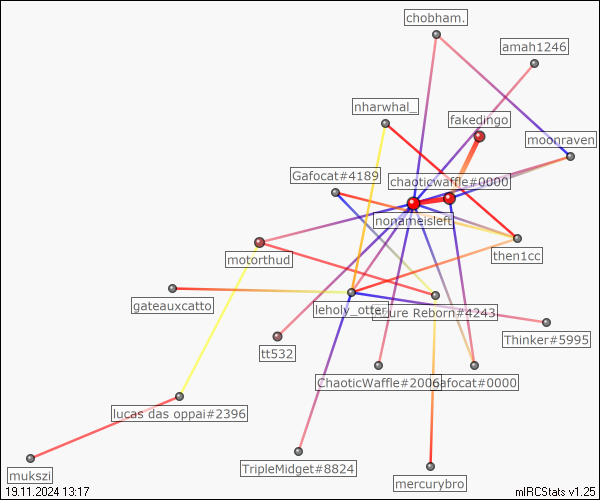 chobham.
amah1246
nharwhal_
fakedingo
moonraven
Gafocat#4189
chaoticwaffle#0000
nonameisleft
motorthud
then1cc
gateauxcatto
leholy_otter
ure Reborn#4243
tt532
Thinker#5995
ChaoticWaffle#2006
afocat#0000
lucas das oppai#2396
TripleMidget#8824
mukszi
mercurybro
19.11.2024 13:17
mIRCStats v1.25